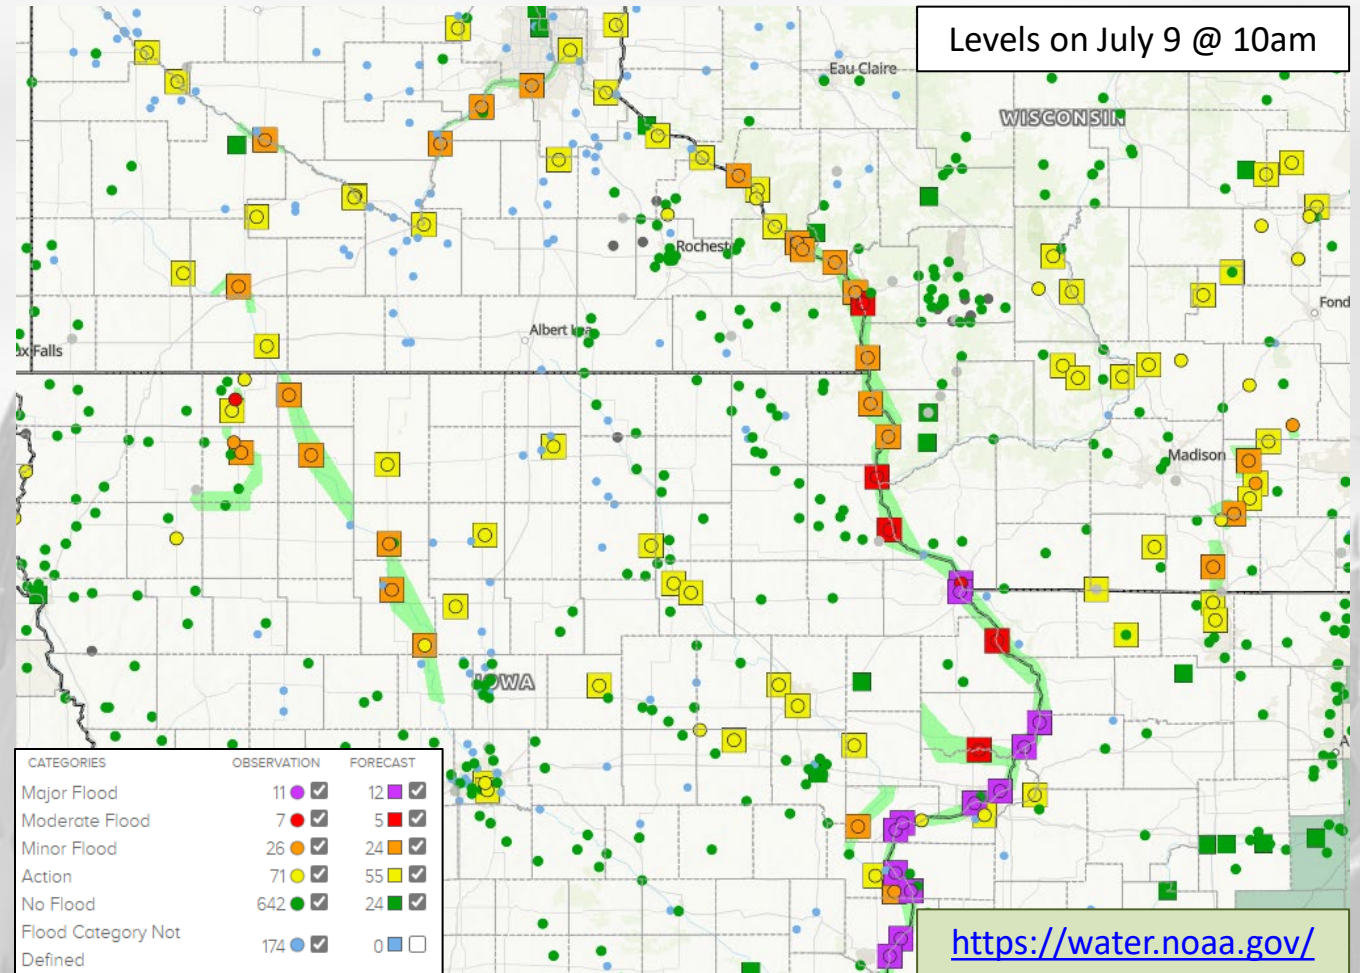 Levels on July 9 @ 10am
Eau Claire
WISCONSIN
Rochest
Fond
Albert Lea
ux Falls
Madison
IOWA
A
CATEGORIES OBSERVATION FORECAST
Major Flood 11 12
Moderate Flood 7 5
Minor Flood 26 24
Action 71 55
No Flood 642 24
Flood Category Not
Defined 174 0
https://water.noaa.gov/